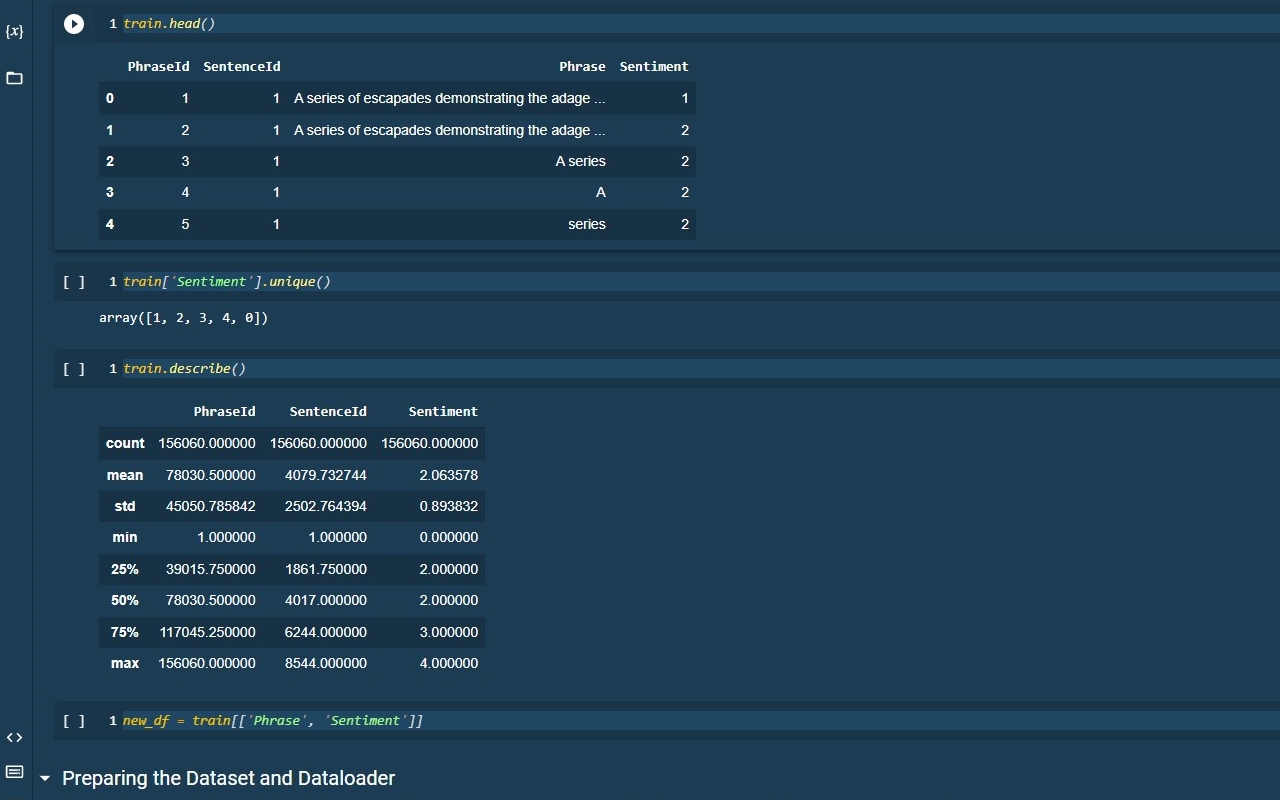 {x}
1 train.head()
PhraseId SentenceId Phrase Sentiment
0 1 1 A series of escapades demonstrating the adage ... 1
1 2 1 A series of escapades demonstrating the adage ... 2
2 3 1 A series 2
3 4 1 A 2
4 5 1 series 2
[ ] 1 train['Sentiment'].unique()
array([1, 2, 3, 4, 0])
[ ] 1 train.describe()
PhraseId SentenceId Sentiment
count 156060.000000 156060.000000 156060.000000
mean 78030.500000 4079.732744 2.063578
std 45050.785842 2502.764394 0.893832
min 1.000000 1.000000 0.000000
25% 39015.750000 1861.750000 2.000000
50% 78030.500000 4017.000000 2.000000
75% 117045.250000 6244.000000 3.000000
max 156060.000000 8544.000000 4.000000
[ ] 1 new_df = train[['Phrase', 'Sentiment']]
Preparing the Dataset and Dataloader